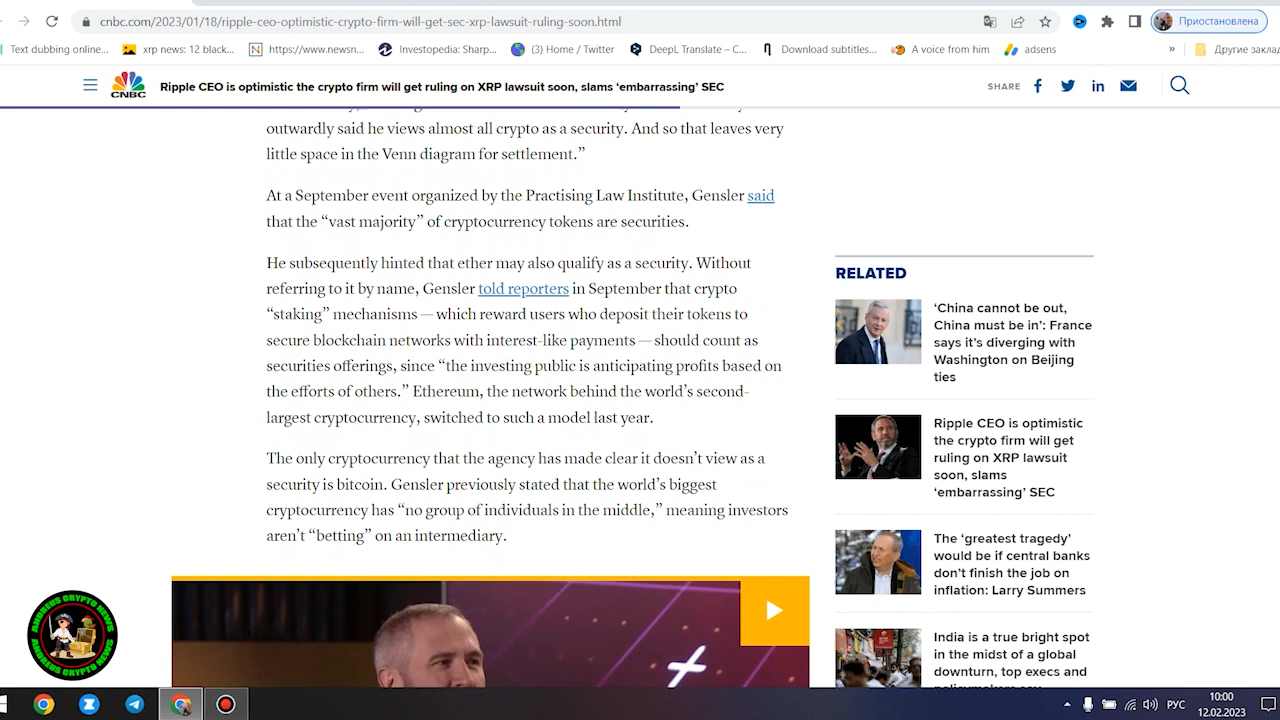 cnbc.com/2023/01/18/ripple-ceo-optimistic-crypto-firm-will-get-sec-xrp-lawsuit-ruling-soon.html
Приостановлена
Text dubbing online...
xrp news: 12 black...
https://www.newsn...
Investopedia: Sharp...
(3) Home / Twitter
DeepL Translate – C...
Download subtitles...
A voice from him
adsens
»
Другие закла
CNBC
Ripple CEO is optimistic the crypto firm will get ruling on XRP lawsuit soon, slams ‘embarrassing’ SEC
SHARE
outwardly said he views almost all crypto as a security. And so that leaves very
little space in the Venn diagram for settlement.”
At a September event organized by the Practising Law Institute, Gensler said
that the “vast majority” of cryptocurrency tokens are securities.
He subsequently hinted that ether may also qualify as a security. Without
referring to it by name, Gensler told reporters in September that crypto
“staking” mechanisms — which reward users who deposit their tokens to
secure blockchain networks with interest-like payments — should count as
securities offerings, since “the investing public is anticipating profits based on
the efforts of others.” Ethereum, the network behind the world’s second-
largest cryptocurrency, switched to such a model last year.
The only cryptocurrency that the agency has made clear it doesn’t view as a
security is bitcoin. Gensler previously stated that the world’s biggest
cryptocurrency has “no group of individuals in the middle,” meaning investors
aren’t “betting” on an intermediary.
RELATED
‘China cannot be out,
China must be in’: France
says it’s diverging with
Washington on Beijing
ties
Ripple CEO is optimistic
the crypto firm will get
ruling on XRP lawsuit
soon, slams
‘embarrassing’ SEC
The ‘greatest tragedy’
would be if central banks
don’t finish the job on
inflation: Larry Summers
India is a true bright spot
in the midst of a global
downturn, top execs and
ANDREUS CRYPTO NEWS
ANDREUS CRYPTO NEWS
РУС
10:00
12.02.2023